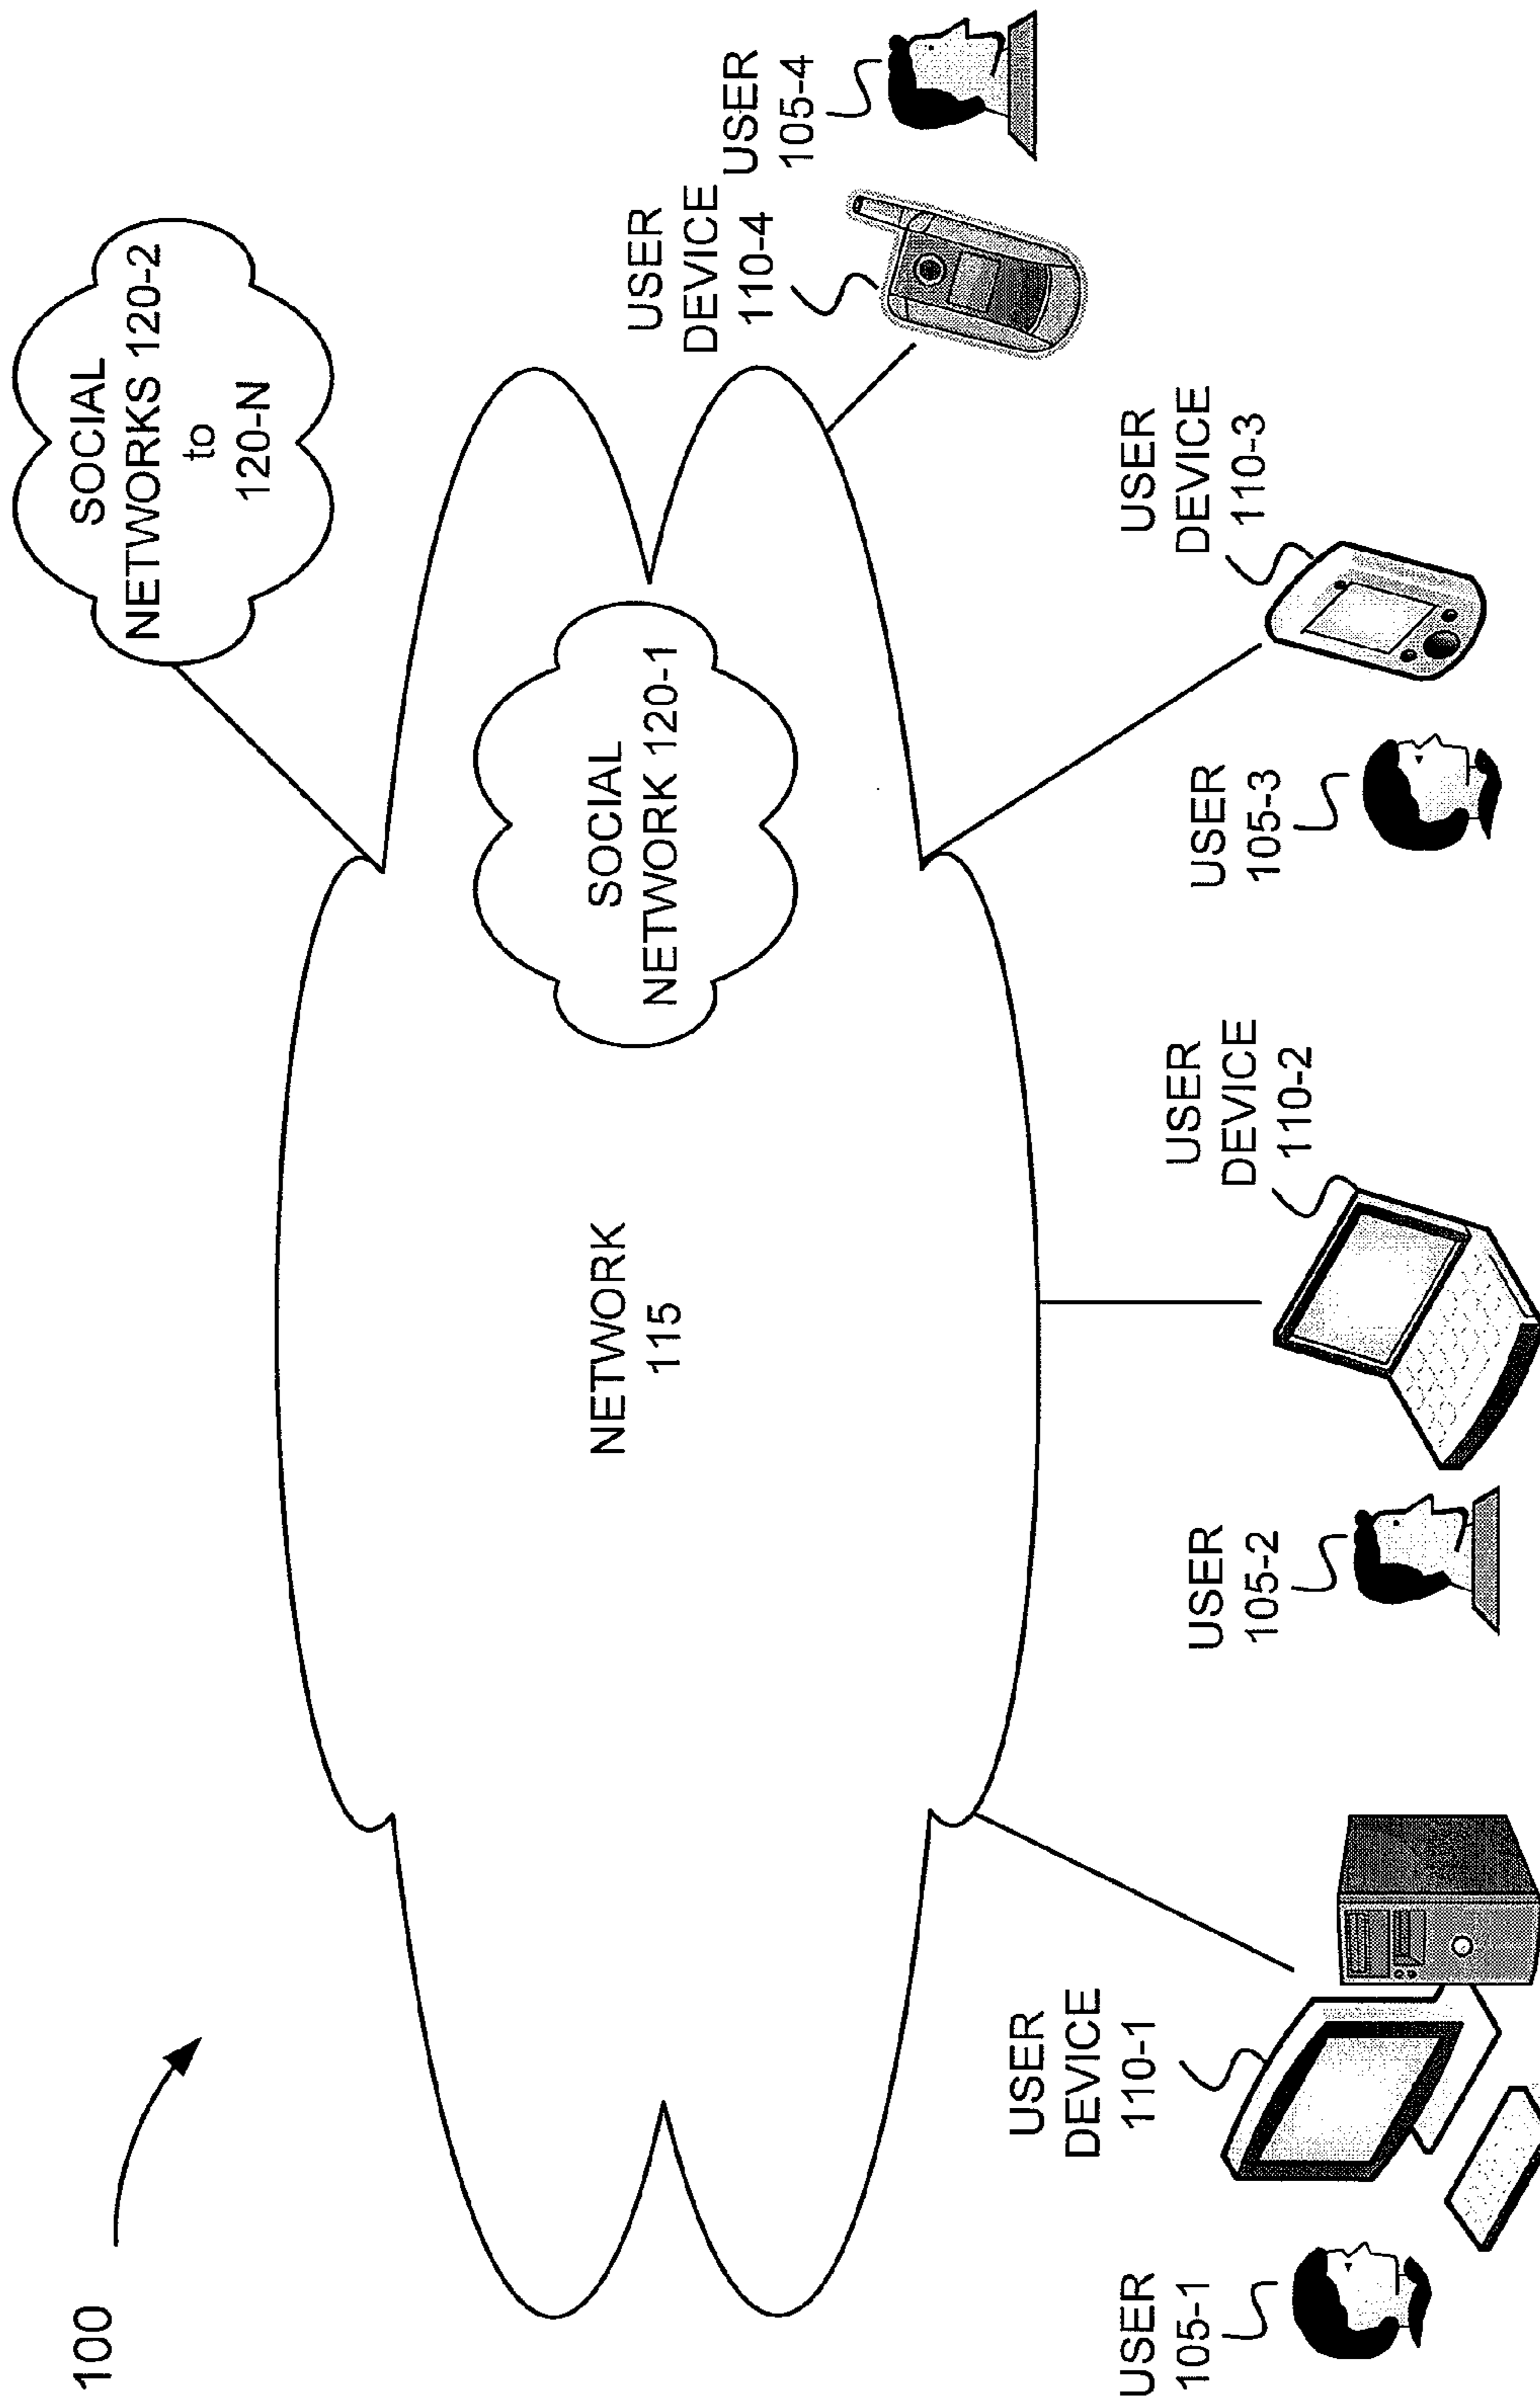 100
SOCIAL
NETWORKS 120-2
to
120-N
SOCIAL
NETWORK 120-1
NETWORK
115
USER
DEVICE
110-4
USER
105-4
USER
DEVICE
110-3
USER
105-3
USER
DEVICE
110-2
USER
105-2
USER
DEVICE
110-1
USER
105-1